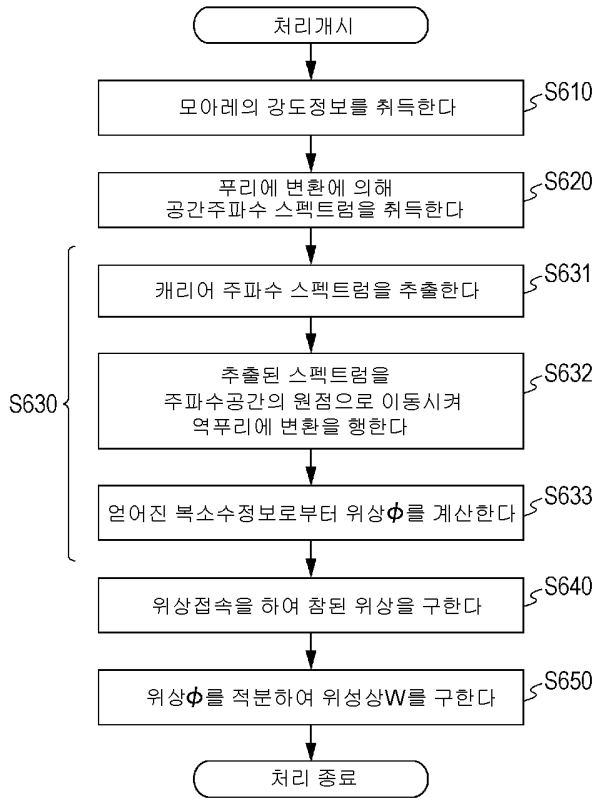 처리개시
모아레의 강도정보를 취득한다
S610
푸리에 변환에 의해
공간주파수 스펙트럼을 취득한다
S620
캐리어 주파수 스펙트럼을 추출한다
S631
추출된 스펙트럼을
주파수공간의 원점으로 이동시켜
역푸리에 변환을 행한다
S632
S630
얻어진 복소수정보로부터 위상ϕ를 계산한다
S633
위상접속을 하여 참된 위상을 구한다
S640
위상ϕ를 적분하여 위성상W를 구한다
S650
처리 종료